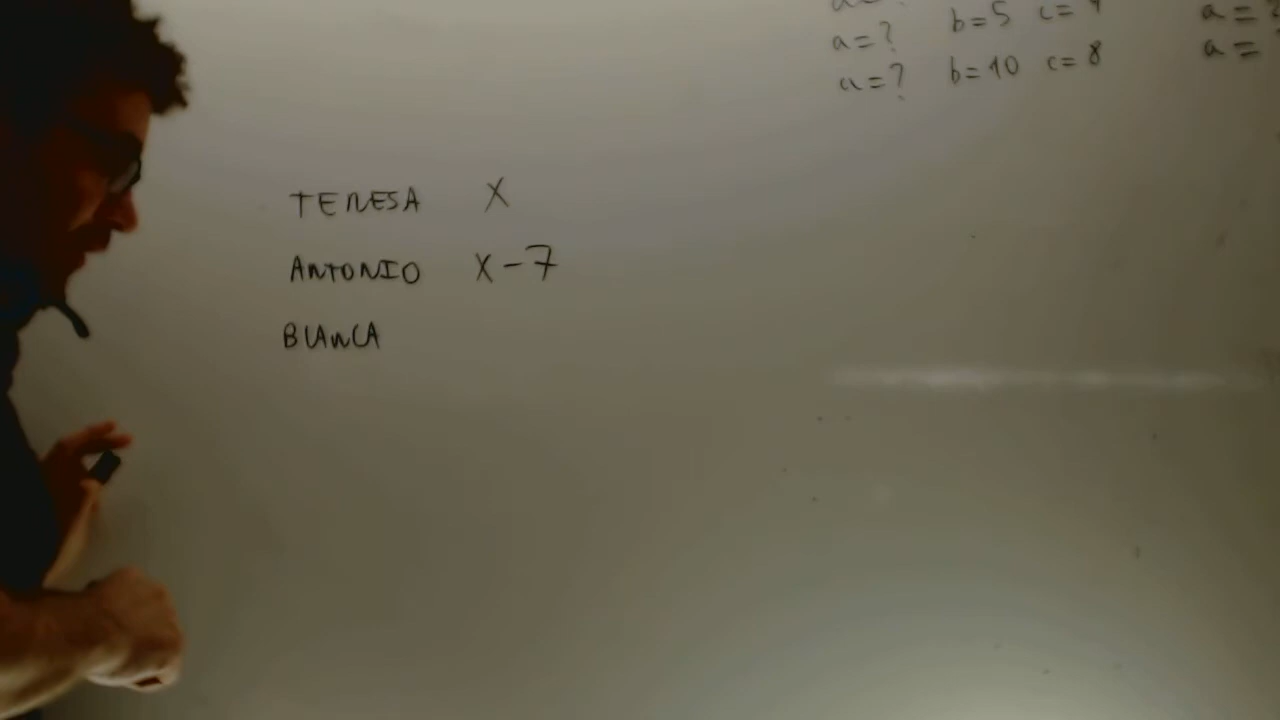 a=? b=5 c=
a=? b=10 c=8
a=
a=
TERESA X
ANTONIO X-7
BLANCA